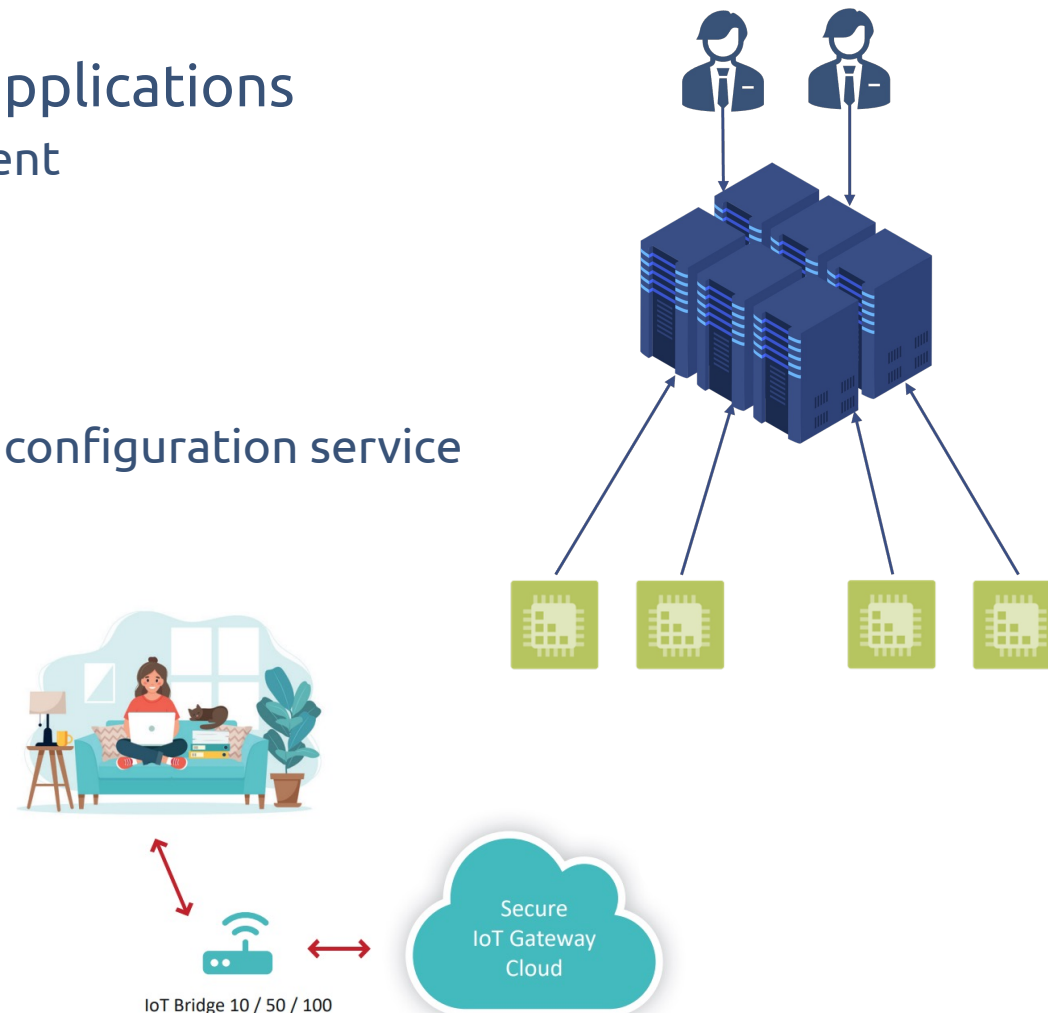 pplications
ent
configuration service
Secure
IoT Gateway
Cloud
IoT Bridge 10 / 50 / 100